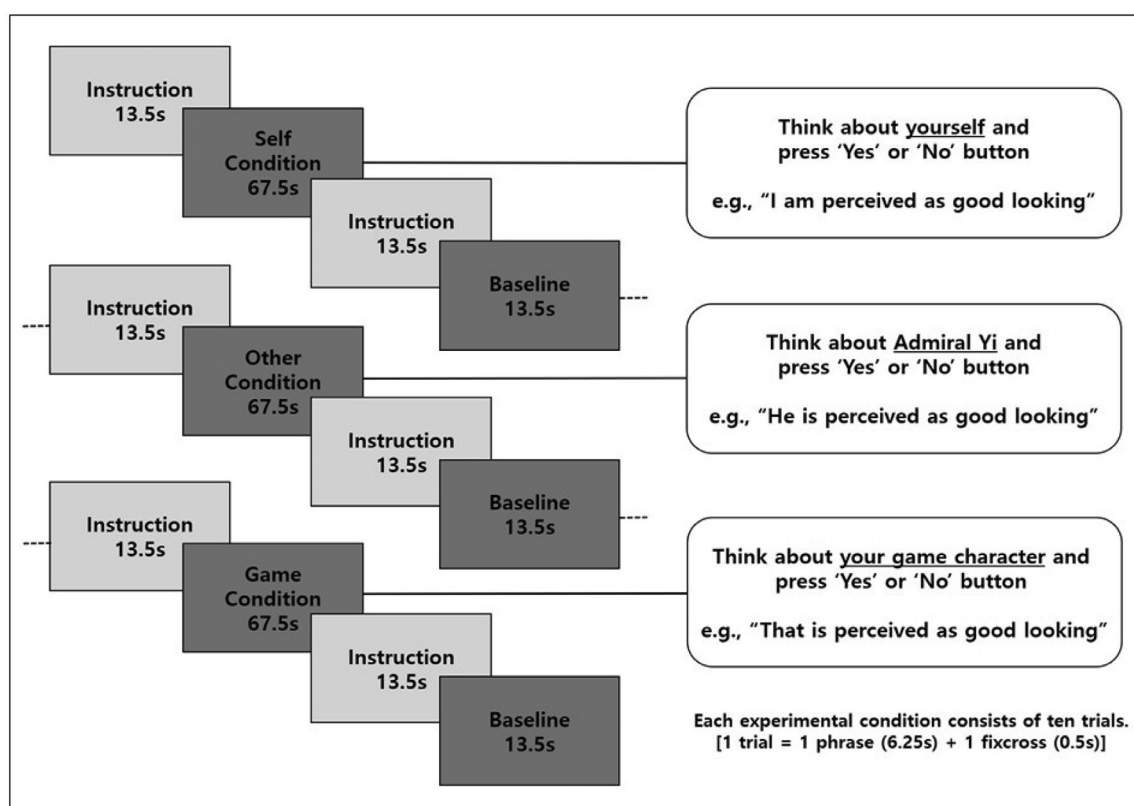 Instruction
13.5s
Self
Condition
67.5s
Instruction
13.5s
Baseline
13.5s
Think about yourself and
press ‘Yes’ or ‘No’ button
e.g., “I am perceived as good looking”
Instruction
13.5s
Other
Condition
67.5s
Instruction
13.5s
Baseline
13.5s
Think about Admiral Yi and
press ‘Yes’ or ‘No’ button
e.g., “He is perceived as good looking”
Instruction
13.5s
Game
Condition
67.5s
Instruction
13.5s
Baseline
13.5s
Think about your game character and
press ‘Yes’ or ‘No’ button
e.g., “That is perceived as good looking”
Each experimental condition consists of ten trials.
[1 trial = 1 phrase (6.25s) + 1 fixcross (0.5s)]